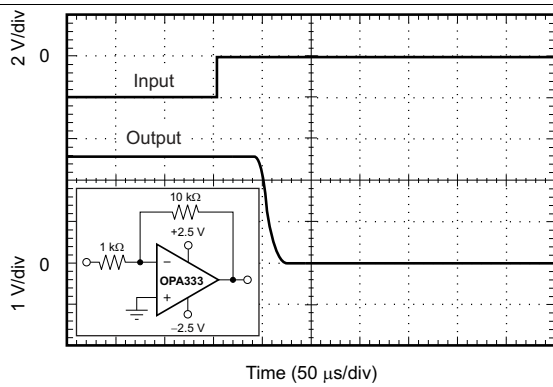 2 V/div
0
Input
Output
10 kΩ
+2.5 V
1 kΩ
−
OPA333
+
−2.5 V
1 V/div
0
Time (50 µs/div)